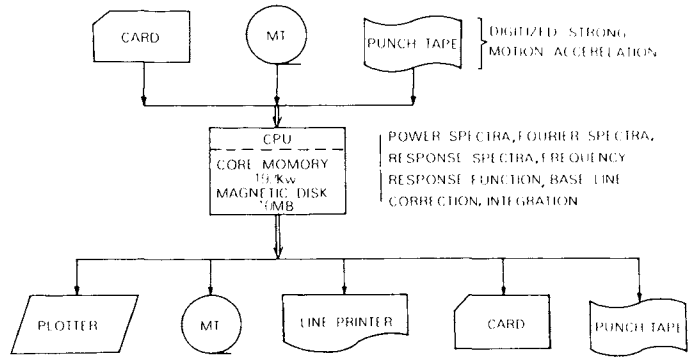 CARD
MT
PUNCH TAPE
DIGITIZED STRONG
MOTION ACCERELATION
CPU
CORE MOMORY
MAGNETIC DISK
POWER SPECTRA, FOURIER SPECTRA,
RESPONSE SPECTRA, FREQUENCY
RESPONSE FUNCTION, BASE LINE
CORRECTION, INTEGRATION
PLOTTER
MT
LINE PRINTER
CARD
PUNCH TAPE